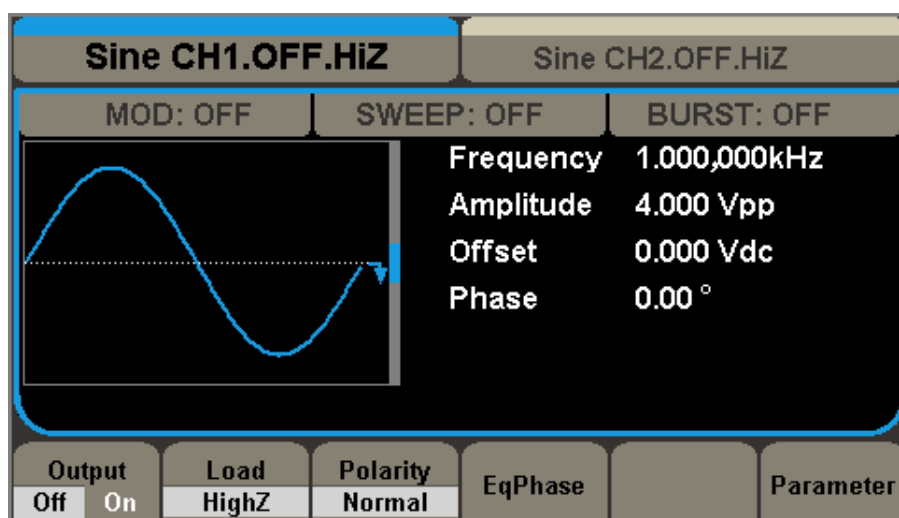 Sine CH1.OFF.HiZ
Sine CH2.OFF.HiZ
MOD: OFF
SWEEP: OFF
BURST: OFF
Frequency 1.000,000kHz
Amplitude 4.000 Vpp
Offset 0.000 Vdc
Phase 0.00 °
Output
Off On
Load
HighZ
Polarity
Normal
EqPhase
Parameter